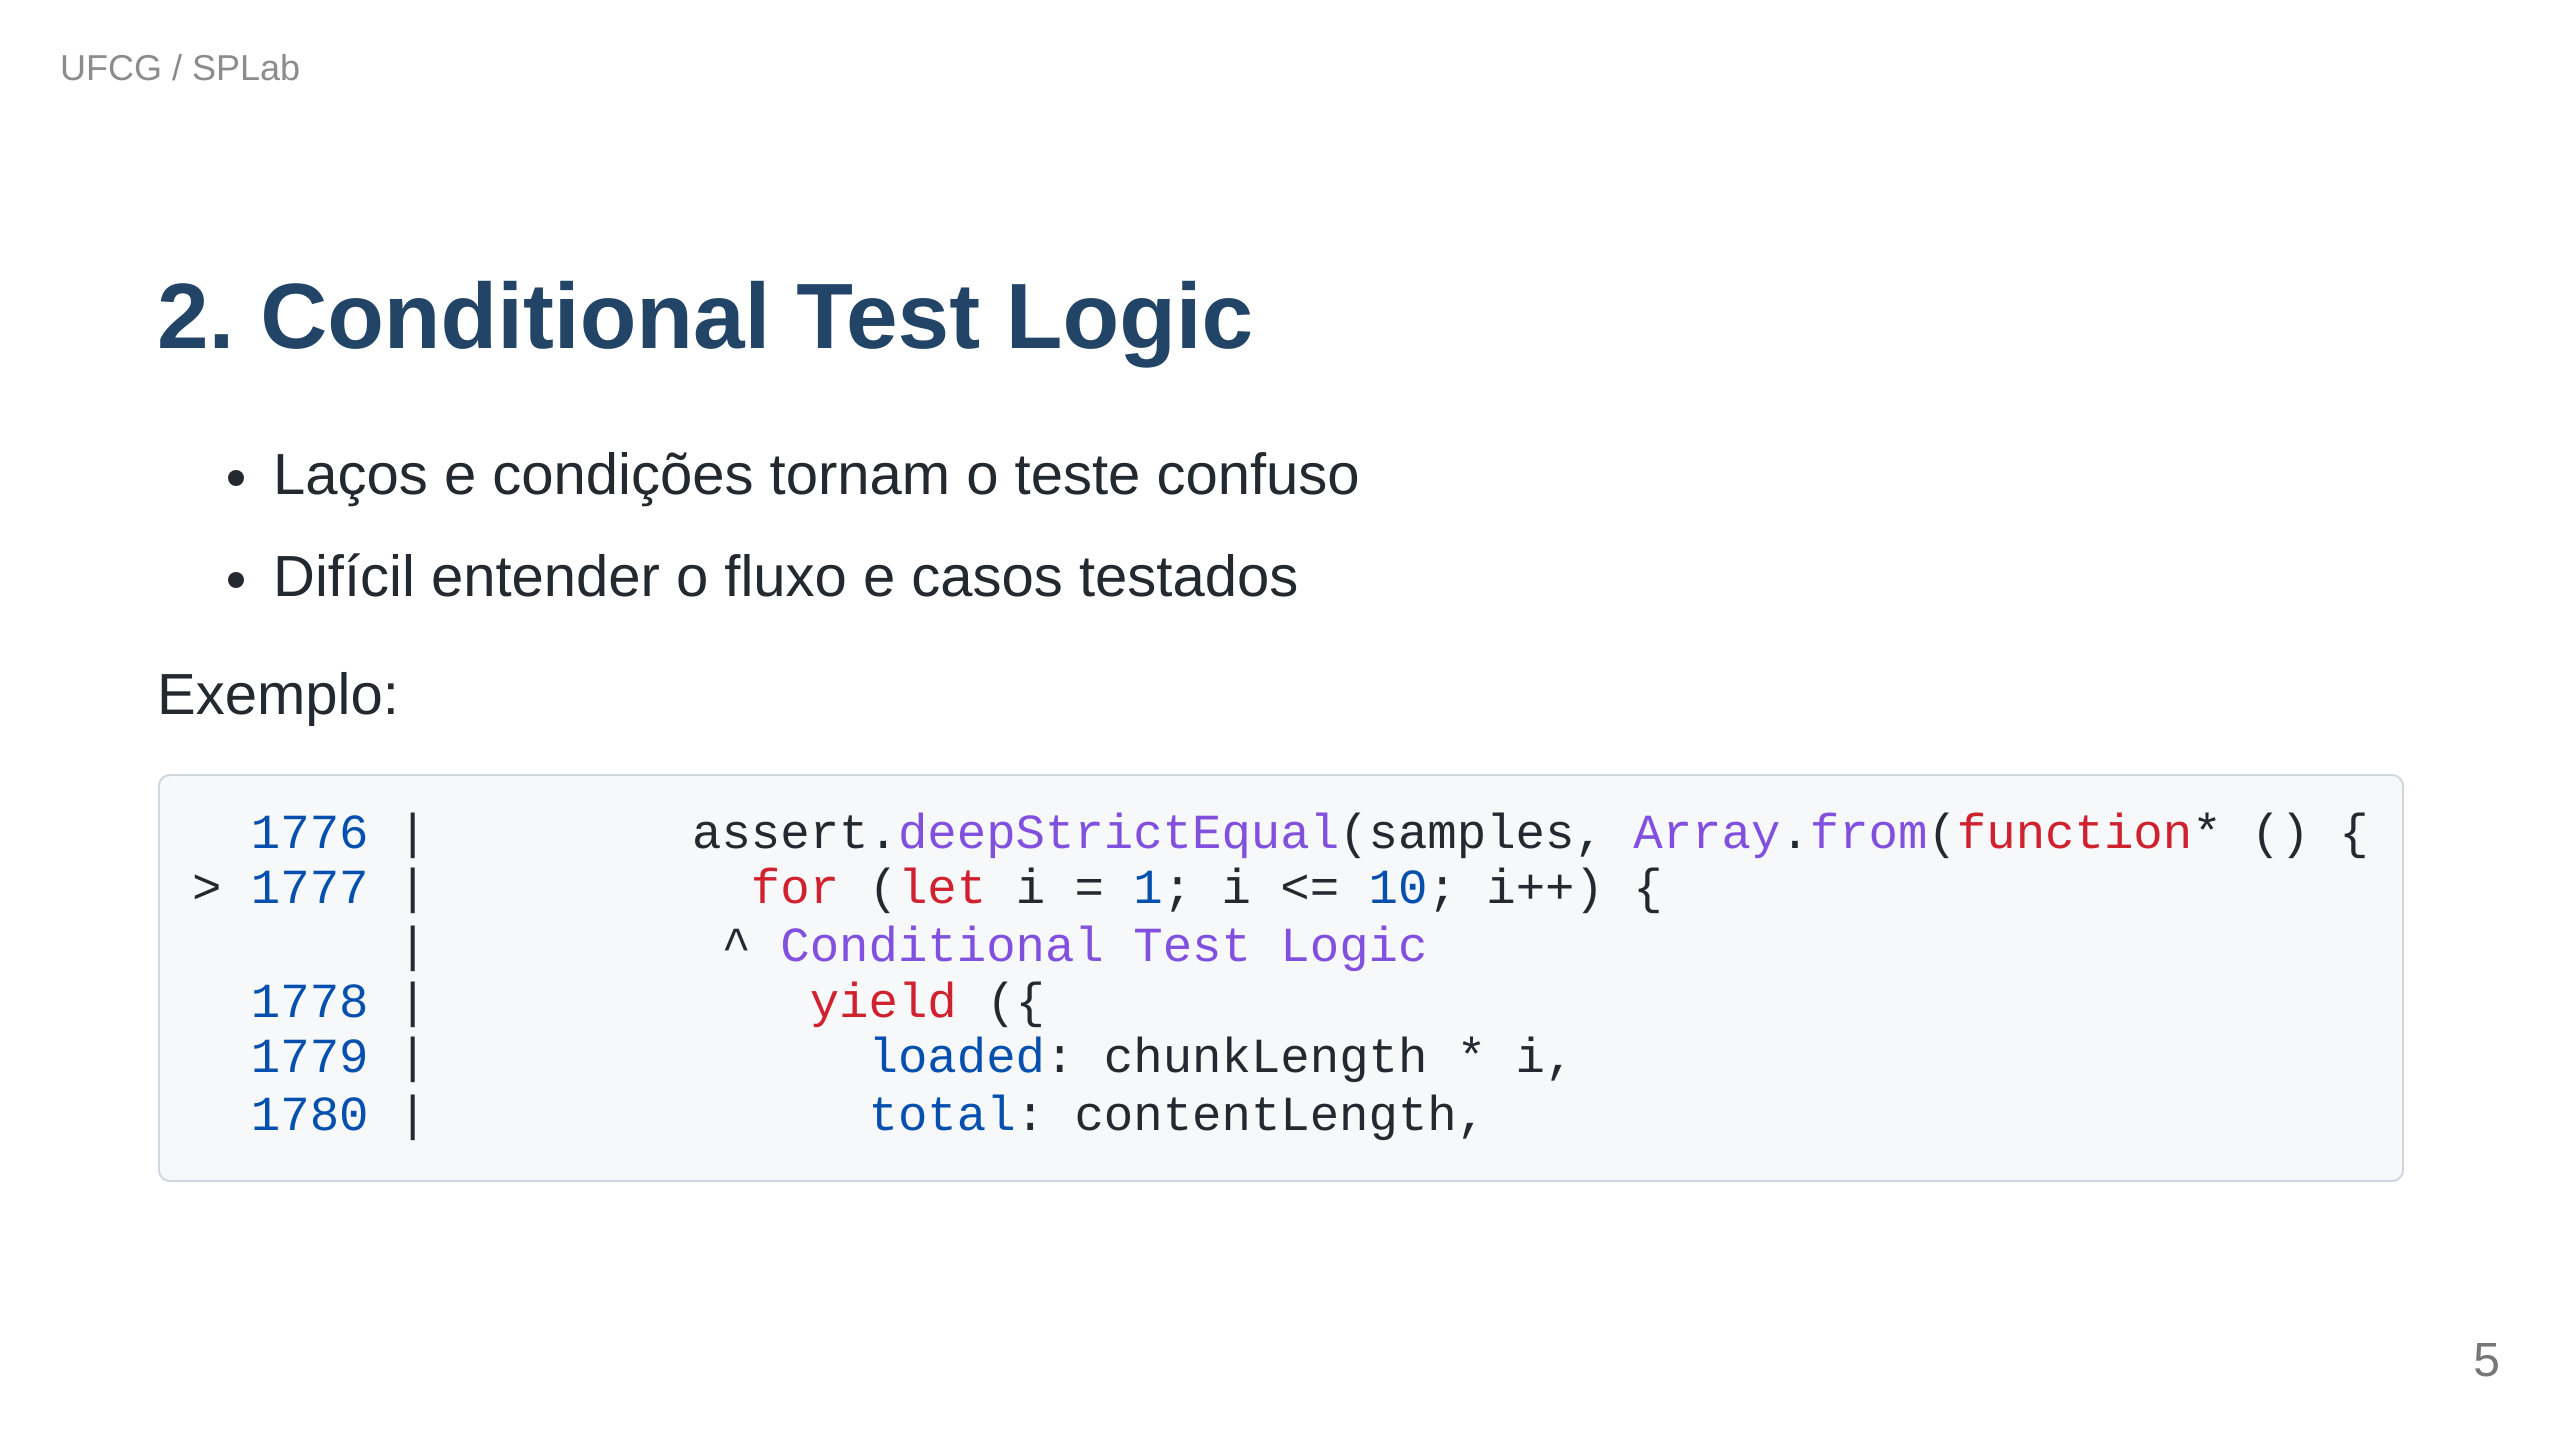 UFCG / SPLab
2. Conditional Test Logic
• Laços e condições tornam o teste confuso
• Difícil entender o fluxo e casos testados
Exemplo:
  1776 |         assert.deepStrictEqual(samples, Array.from(function* () {
> 1777 |           for (let i = 1; i <= 10; i++) {
       |          ^ Conditional Test Logic
  1778 |             yield ({
  1779 |               loaded: chunkLength * i,
  1780 |               total: contentLength,
5